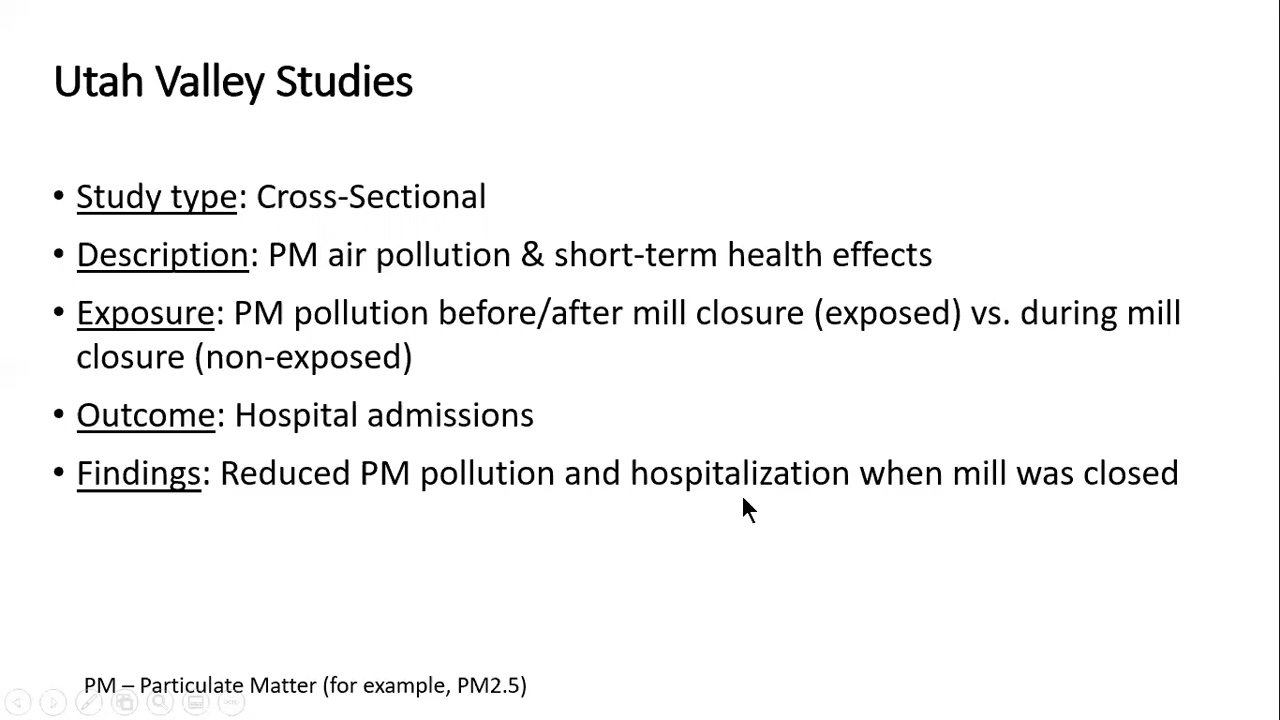 Utah Valley Studies
• Study type: Cross-Sectional
• Description: PM air pollution & short-term health effects
• Exposure: PM pollution before/after mill closure (exposed) vs. during mill
closure (non-exposed)
• Outcome: Hospital admissions
• Findings: Reduced PM pollution and hospitalization when mill was closed
PM – Particulate Matter (for example, PM2.5)